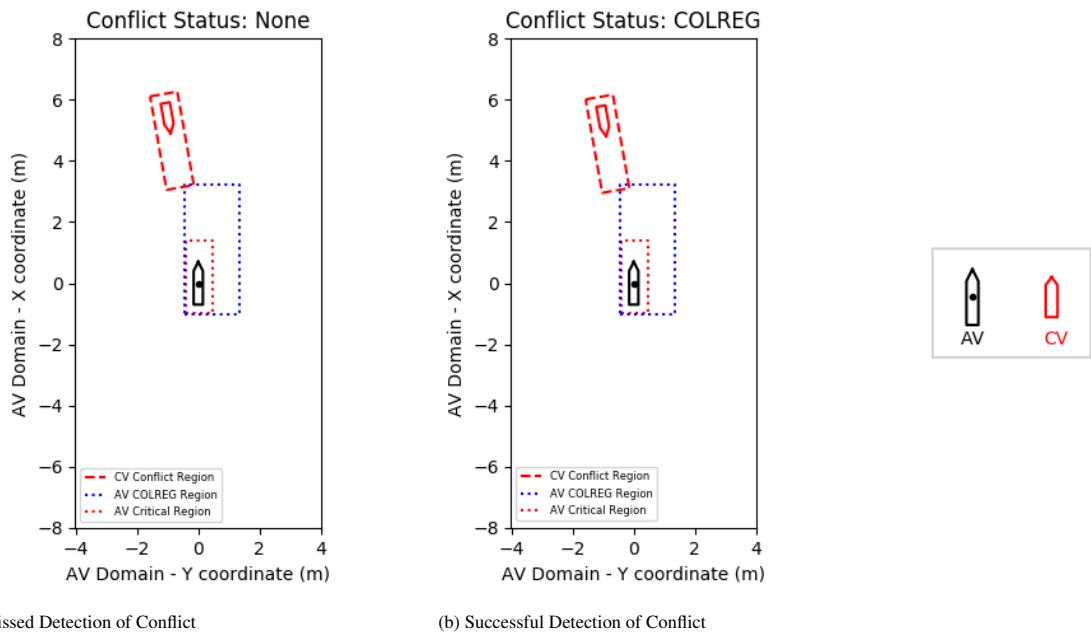 Conflict Status: None
8
6
4
2
0
−2
−4
−6
−8
−4 −2 0 2 4
AV Domain - X coordinate (m)
AV Domain - Y coordinate (m)
CV Conflict Region
AV COLREG Region
AV Critical Region
Conflict Status: COLREG
8
6
4
2
0
−2
−4
−6
−8
−4 −2 0 2 4
AV Domain - X coordinate (m)
AV Domain - Y coordinate (m)
CV Conflict Region
AV COLREG Region
AV Critical Region
AV CV
issed Detection of Conflict
(b) Successful Detection of Conflict